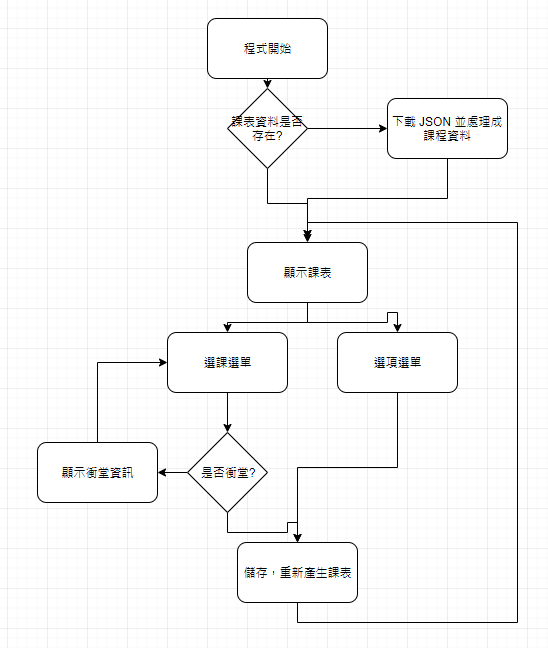 程式開始
課表資料是否
存在?
下載 JSON 並處理成
課程資料
顯示課表
選課選單
選項選單
顯示衝堂資訊
是否衝堂?
儲存，重新產生課表